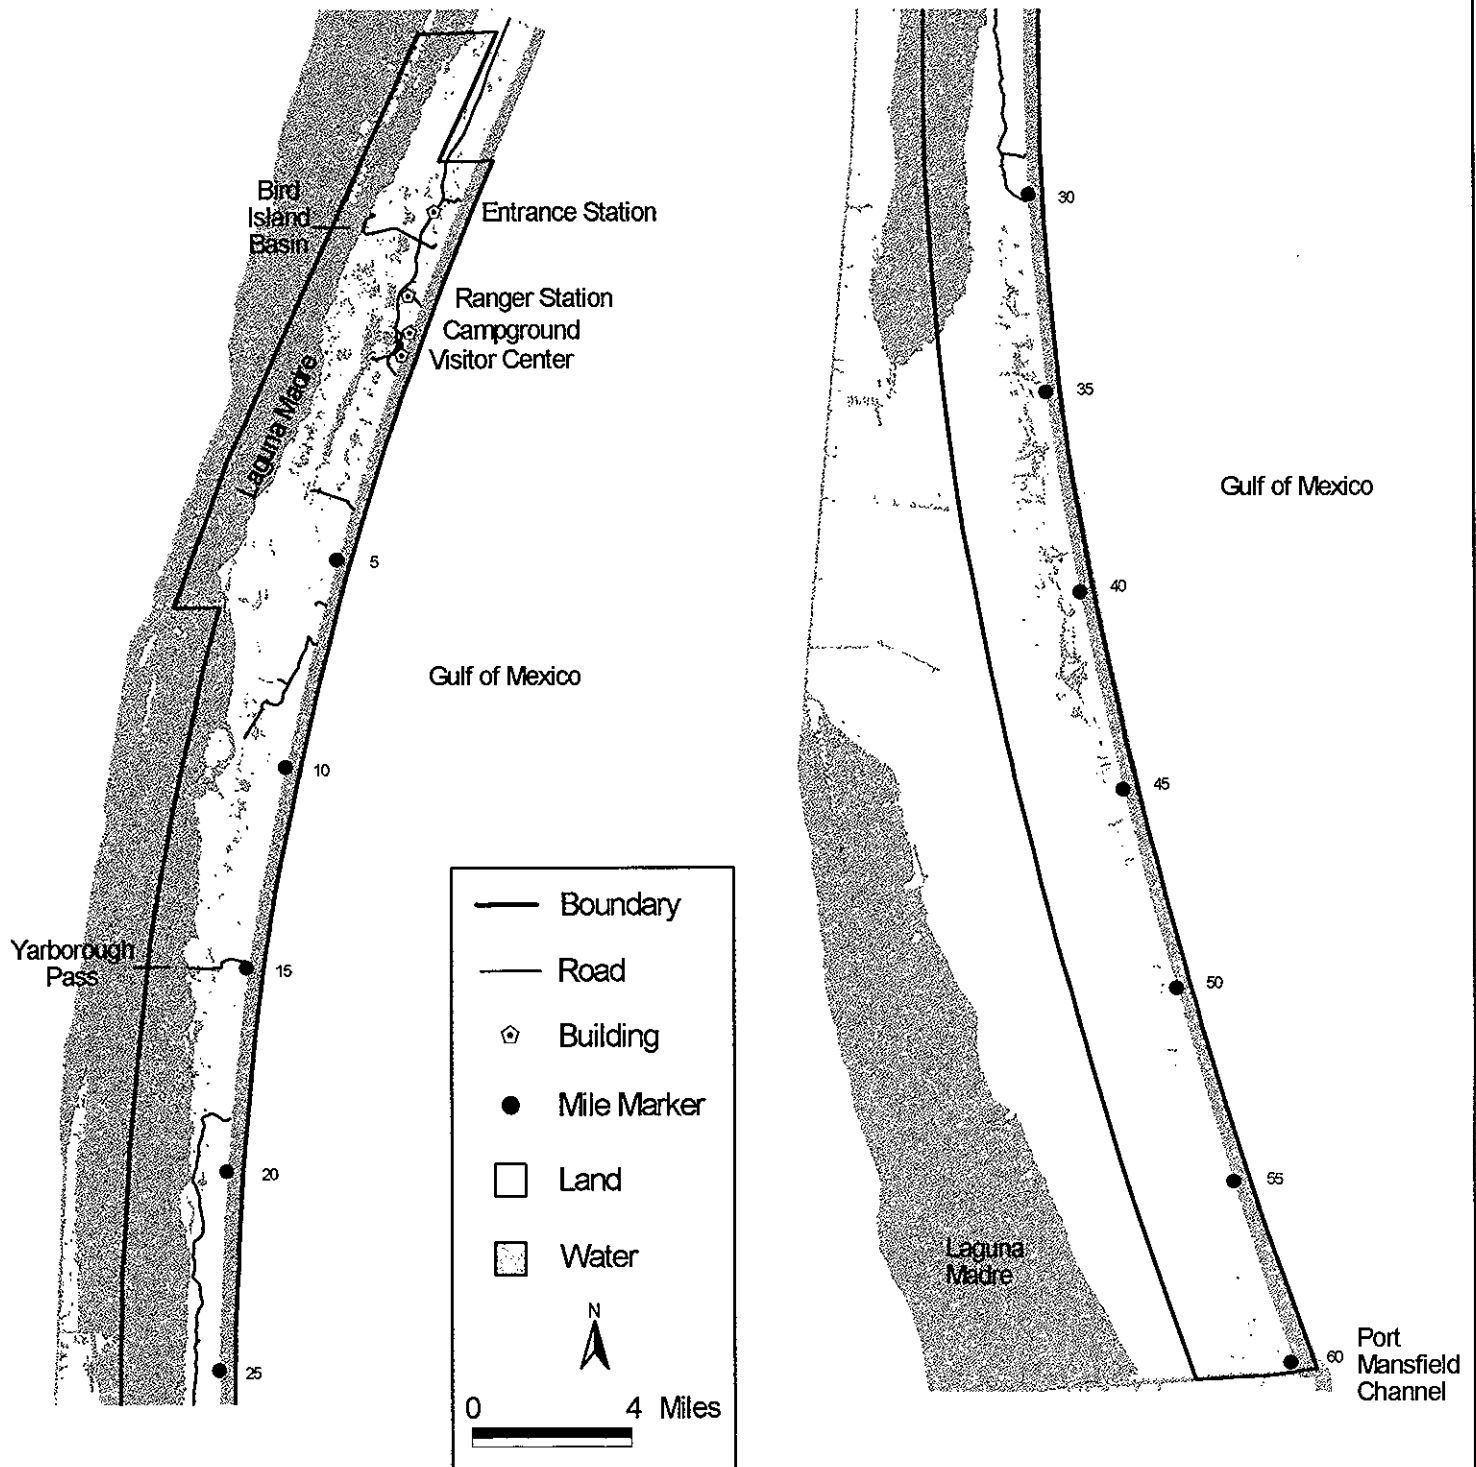 Bird
Island
Basin
Entrance Station
Ranger Station
Campground
Visitor Center
Laguna Madre
5
Gulf of Mexico
10
Yarborough
Pass
15
20
25
Boundary
Road
Building
Mile Marker
Land
Water
N
0 4 Miles
30
35
Gulf of Mexico
40
45
50
55
Laguna
Madre
60
Port
Mansfield
Channel